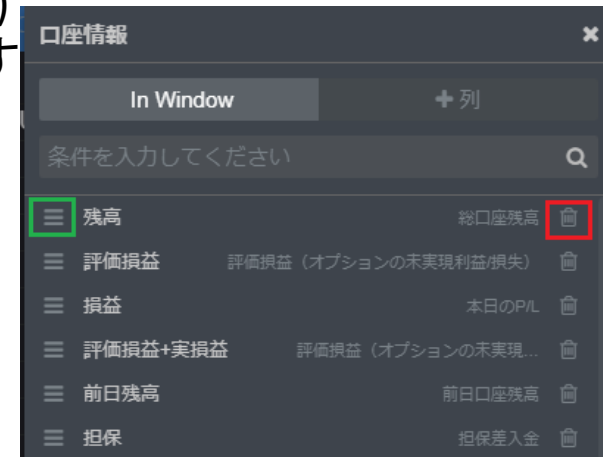 り
す
口座情報
In Window
列
条件を入力してください
残高 総口座残高
評価損益 評価損益（オプションの未実現利益/損失）
損益 本日のP/L
評価損益+実損益 評価損益（オプションの未実現...
前日残高 前日口座残高
担保 担保差入金